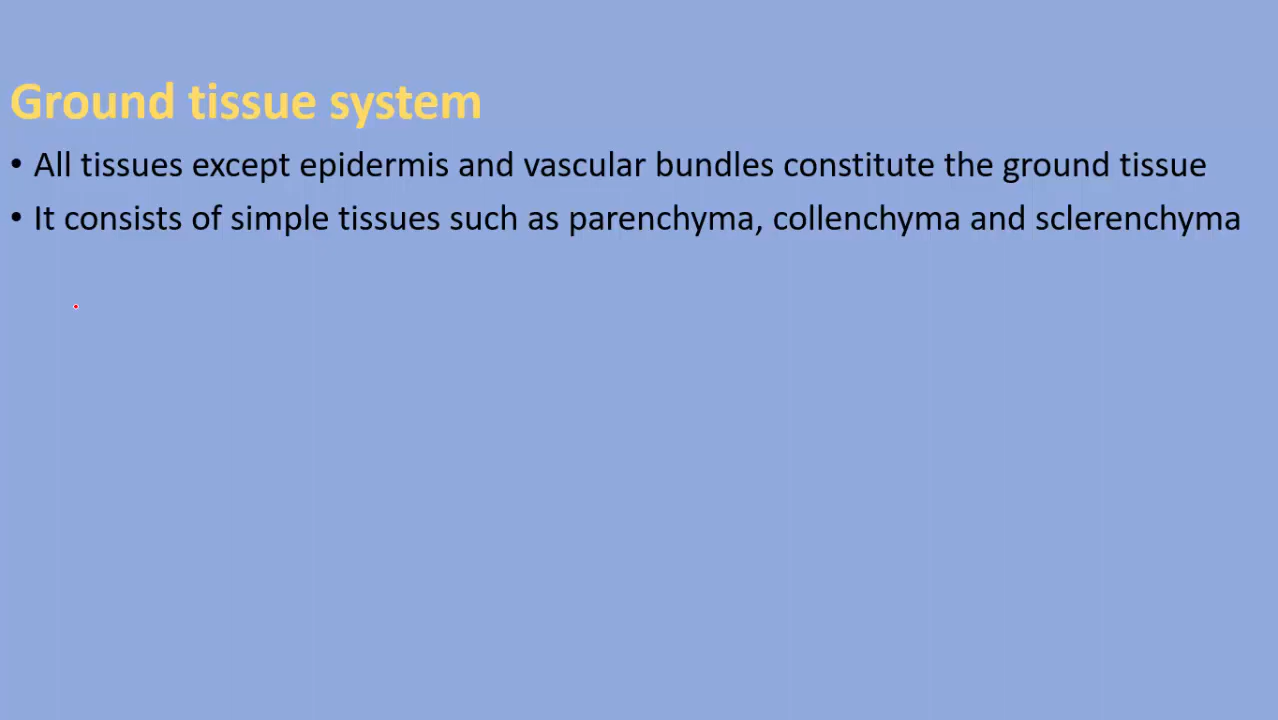 Ground tissue system
• All tissues except epidermis and vascular bundles constitute the ground tissue
• It consists of simple tissues such as parenchyma, collenchyma and sclerenchyma